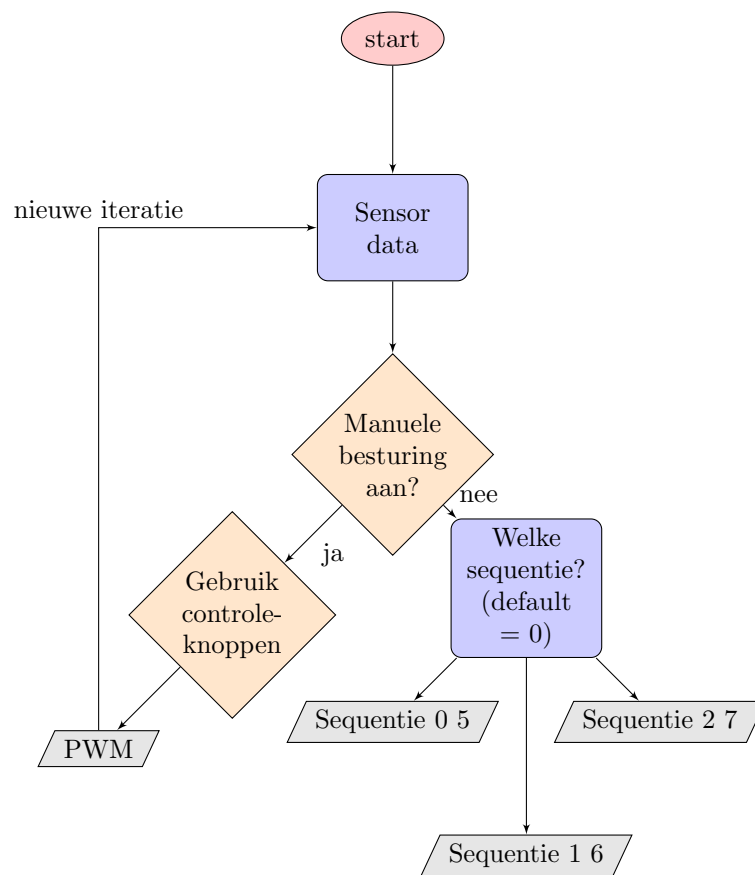 start
nieuwe iteratie
Sensor
data
Manuele
besturing
aan?
nee
ja
Welke
sequentie?
(default
= 0)
Gebruik
controle-
knoppen
Sequentie 0 5
Sequentie 2 7
PWM
Sequentie 1 6